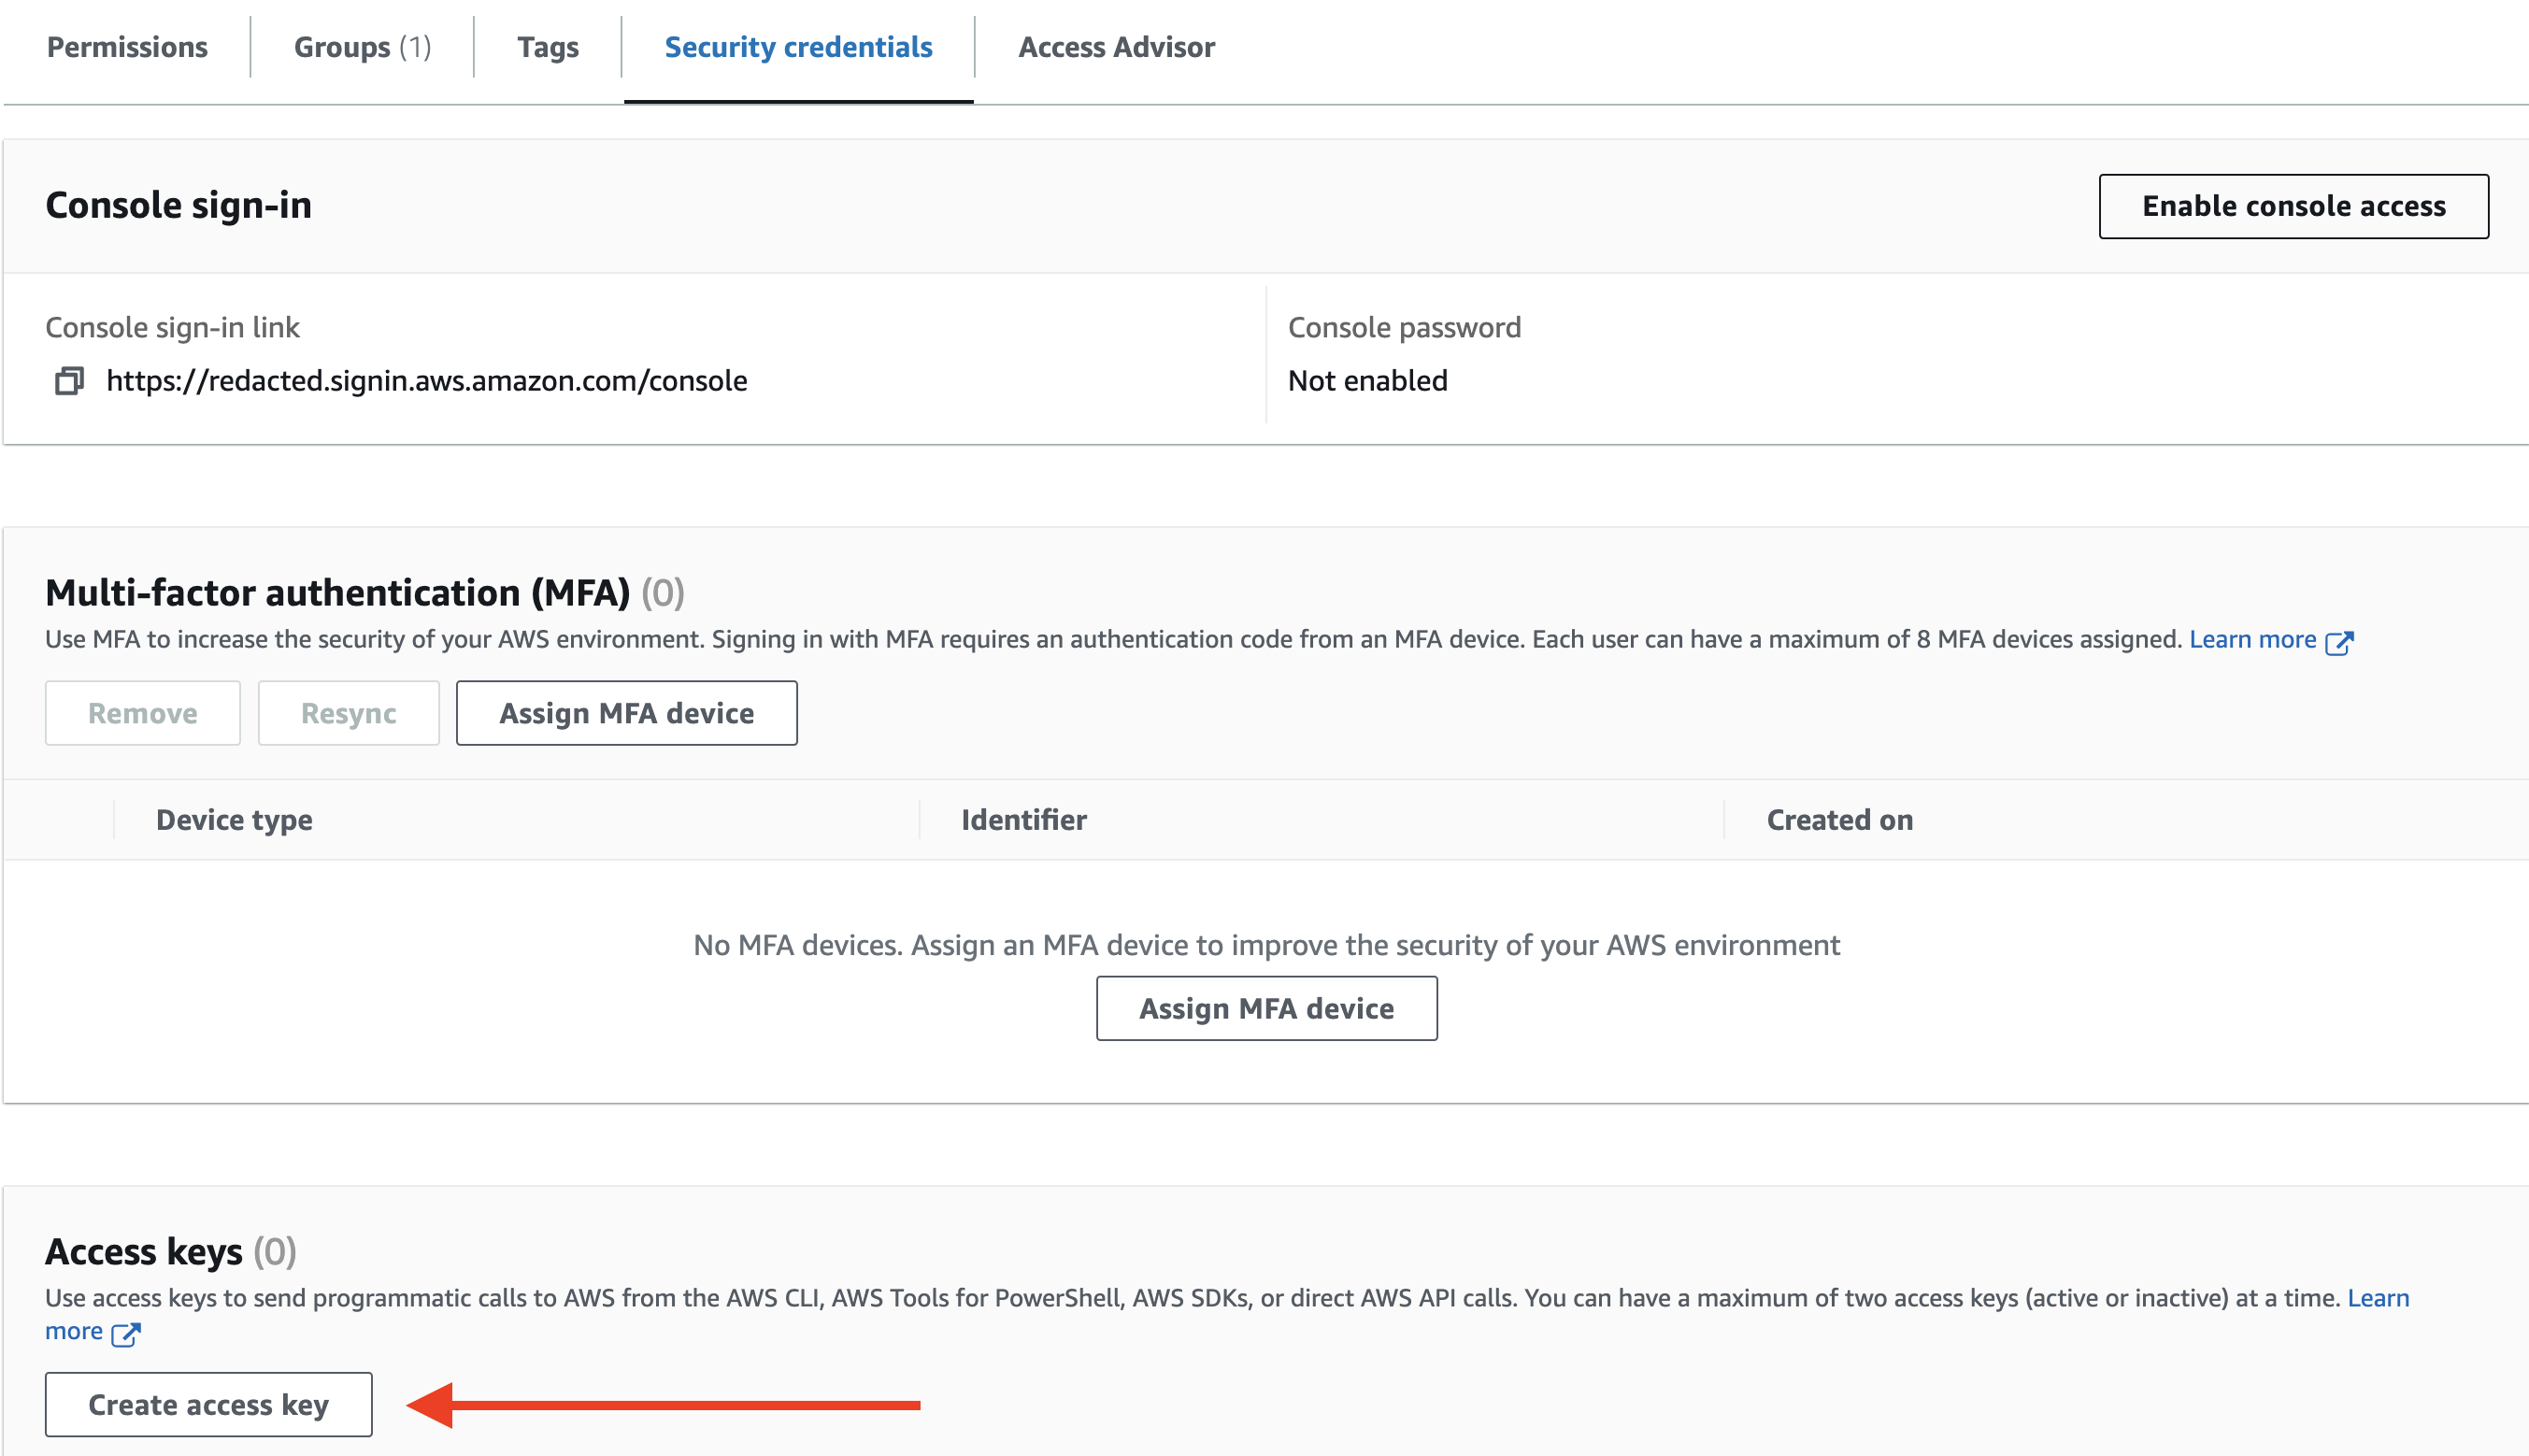 Permissions
Groups (1)
Tags
Security credentials
Access Advisor
Console sign-in
Enable console access
Console sign-in link
https://redacted.signin.aws.amazon.com/console
Console password
Not enabled
Multi-factor authentication (MFA) (0)
Use MFA to increase the security of your AWS environment. Signing in with MFA requires an authentication code from an MFA device. Each user can have a maximum of 8 MFA devices assigned. Learn more
Remove
Resync
Assign MFA device
Device type
Identifier
Created on
No MFA devices. Assign an MFA device to improve the security of your AWS environment
Assign MFA device
Access keys (0)
Use access keys to send programmatic calls to AWS from the AWS CLI, AWS Tools for PowerShell, AWS SDKs, or direct AWS API calls. You can have a maximum of two access keys (active or inactive) at a time. Learn
more
Create access key